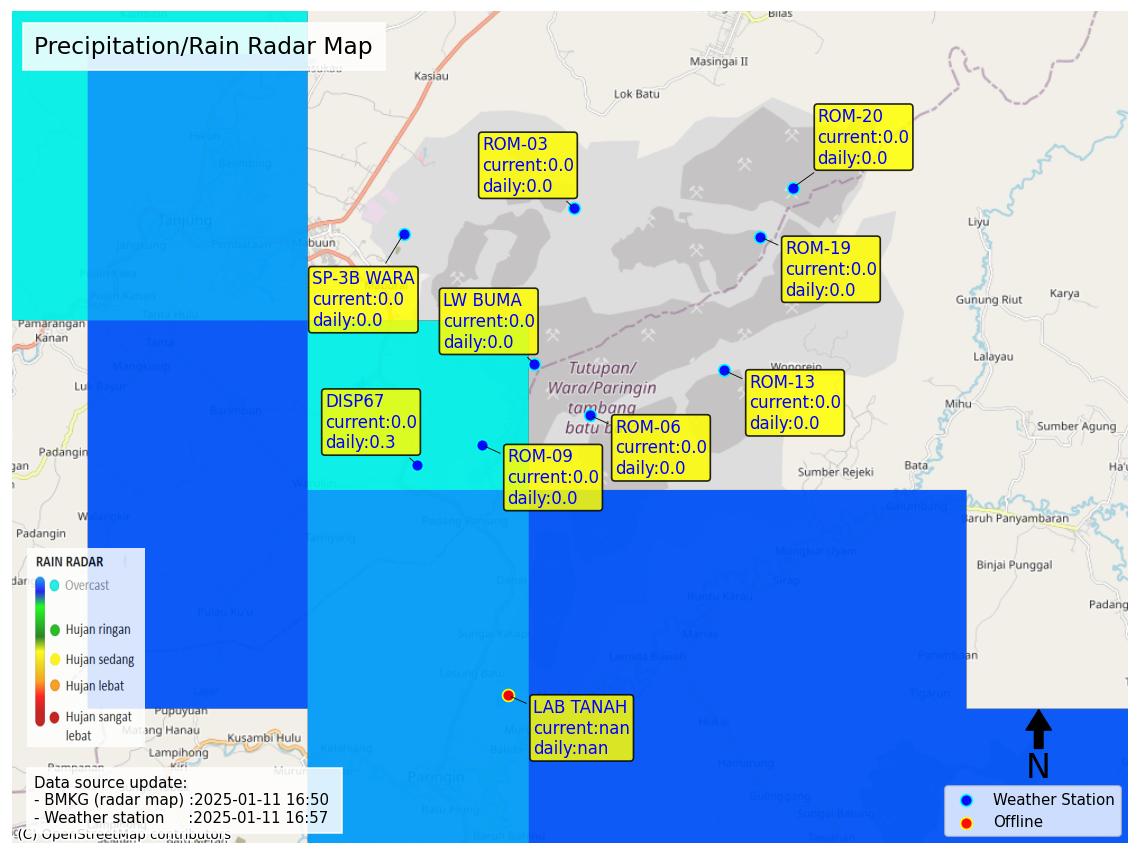 Bilas
Precipitation/Rain Radar Map
Masingai II
Kasiau
Lok Batu
ROM-20
current:0.0
daily:0.0
ROM-03
current:0.0
daily:0.0
Tanjung
Liyu
Mabuun
ROM-19
current:0.0
daily:0.0
SP-3B WARA
current:0.0
daily:0.0
LW BUMA
current:0.0
daily:0.0
Gunung Riut
Karya
Pamarangan
Kanan
Lalayau
Tutupan/
Wara/Paringin
tambang
batu b
Wonorejo
ROM-13
current:0.0
daily:0.0
DISP67
current:0.0
daily:0.3
Mihu
ROM-06
current:0.0
daily:0.0
Sumber Agung
Padangin
ROM-09
current:0.0
daily:0.0
Sumber Rejeki
Bata
Ha'u
Baruh Panyambaran
Padangin
Binjai Punggal
Padang
RAIN RADAR
Overcast
Hujan ringan
Hujan sedang
Hujan lebat
Hujan sangat
lebat
LAB TANAH
current:nan
daily:nan
Pupuyuan
Matang Hanau
Kusambi Hulu
Lampihong
Kiri
Paringin
N
Data source update:
- BMKG (radar map) :2025-01-11 16:50
- Weather station :2025-01-11 16:57
(C) OpenStreetMap contributors
Weather Station
Offline